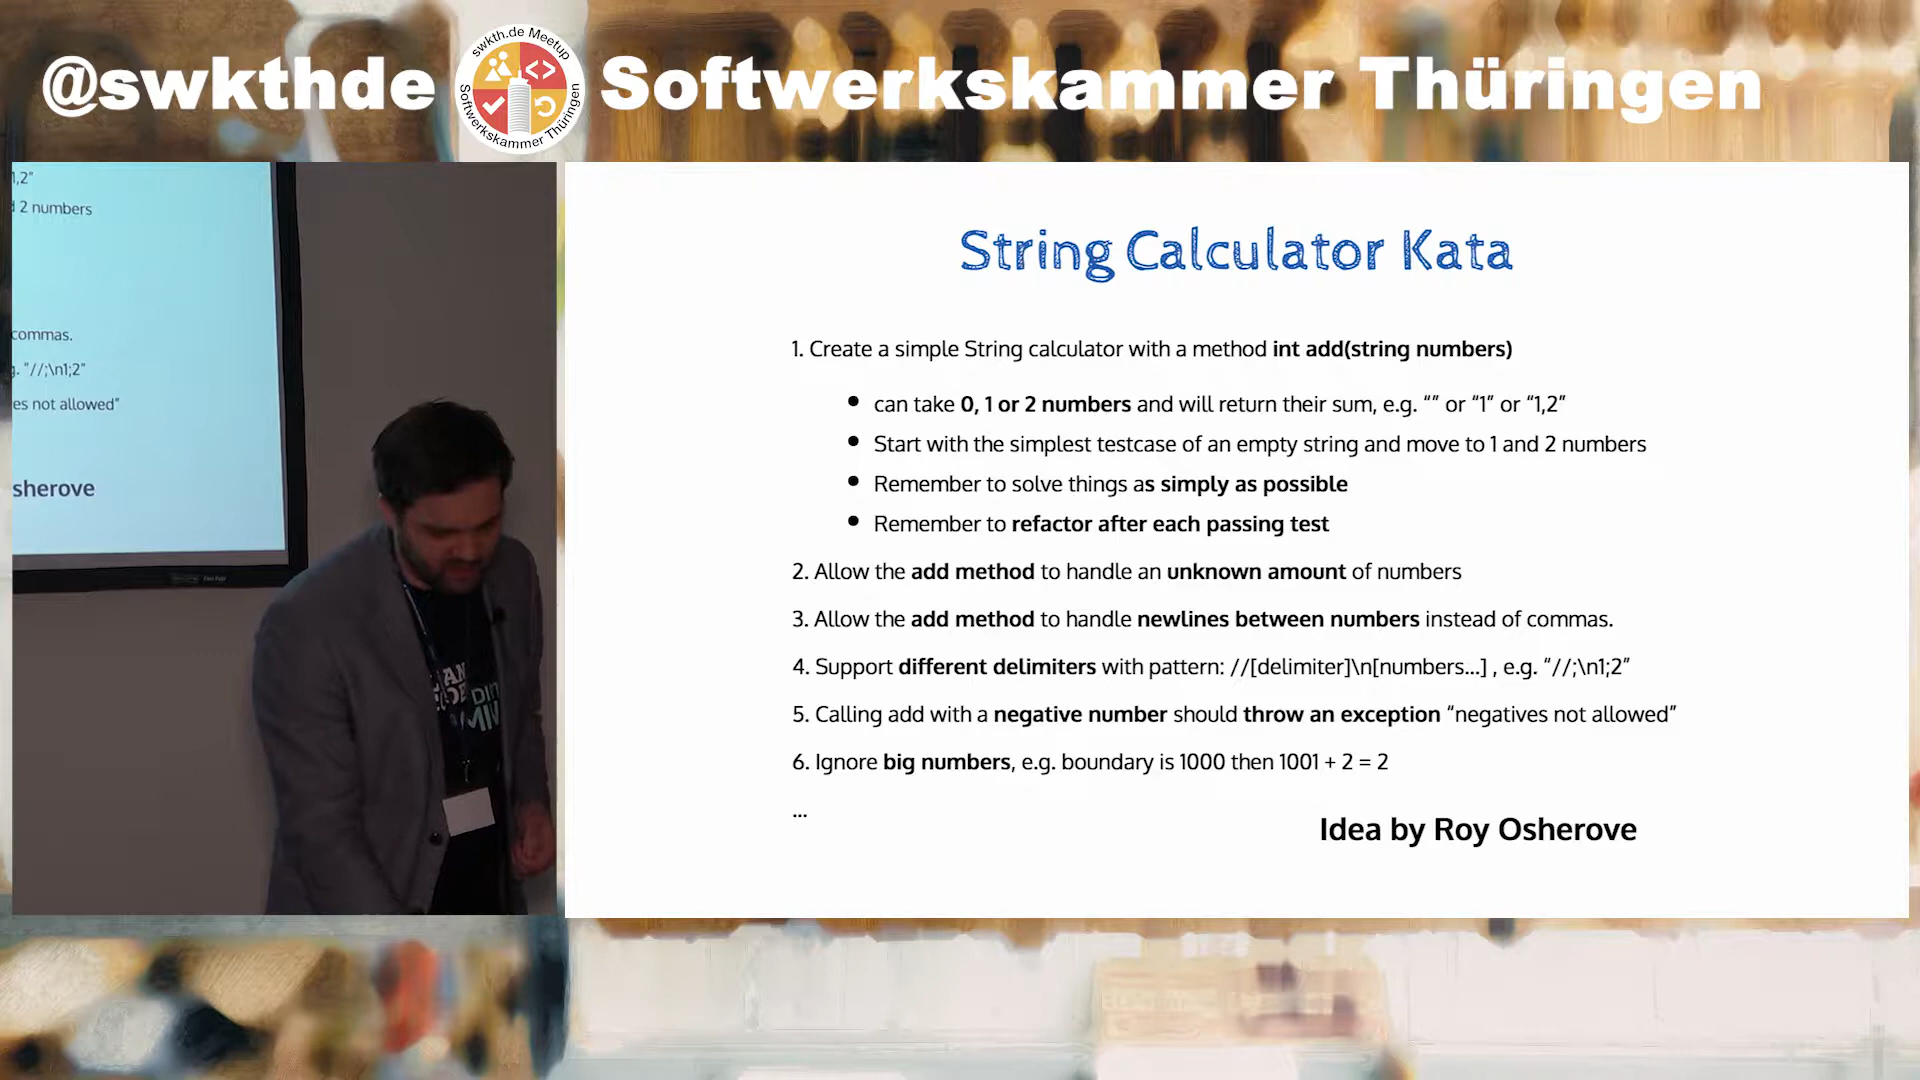 @swkthde
swkth.de Meetup
Softwerkskammer Thüringen
Softwerkskammer Thüringen
1,2”
2 numbers
commas.
“//;\n1;2”
es not allowed”
sherove
String Calculator Kata
1. Create a simple String calculator with a method int add(string numbers)
• can take 0, 1 or 2 numbers and will return their sum, e.g. “” or “1” or “1,2”
• Start with the simplest testcase of an empty string and move to 1 and 2 numbers
• Remember to solve things as simply as possible
• Remember to refactor after each passing test
2. Allow the add method to handle an unknown amount of numbers
3. Allow the add method to handle newlines between numbers instead of commas.
4. Support different delimiters with pattern: //[delimiter]\n[numbers...] , e.g. “//;\n1;2”
5. Calling add with a negative number should throw an exception “negatives not allowed”
6. Ignore big numbers, e.g. boundary is 1000 then 1001 + 2 = 2
...
Idea by Roy Osherove